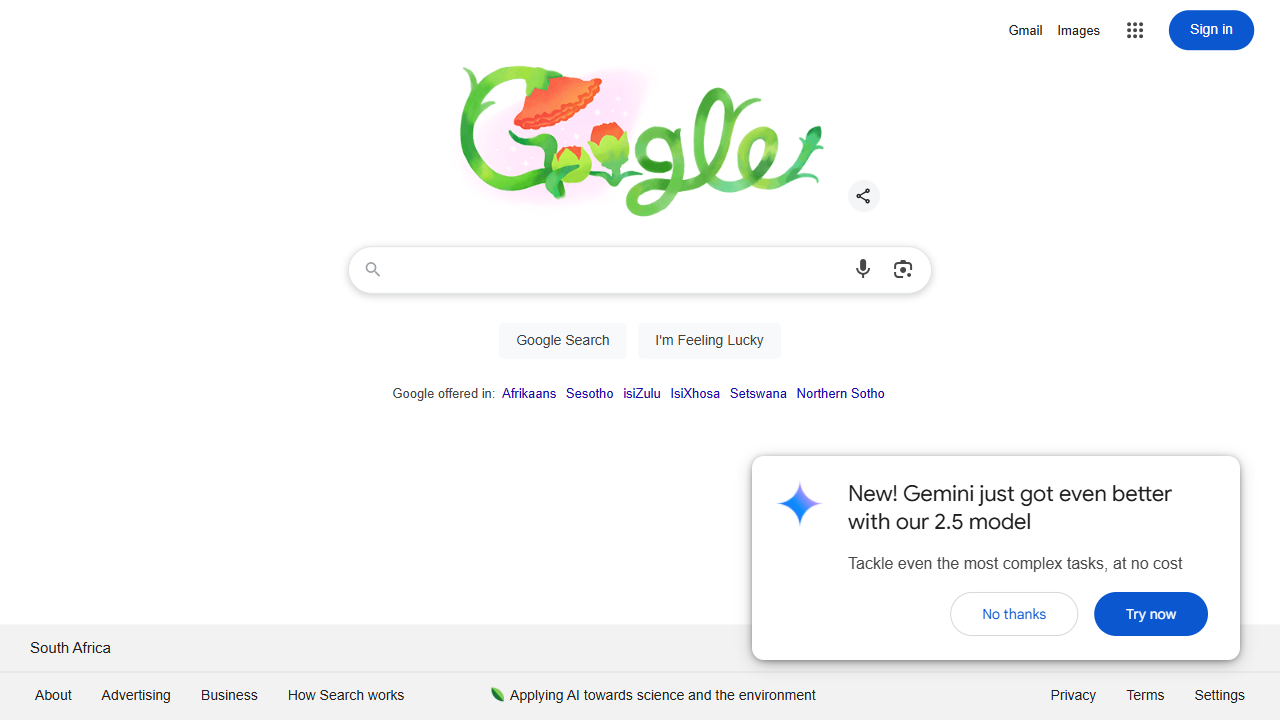 Gmail Images Sign in
Google
Google Search I'm Feeling Lucky
Google offered in: Afrikaans Sesotho isiZulu IsiXhosa Setswana Northern Sotho
New! Gemini just got even better
with our 2.5 model
Tackle even the most complex tasks, at no cost
No thanks Try now
South Africa
About Advertising Business How Search works Applying AI towards science and the environment Privacy Terms Settings